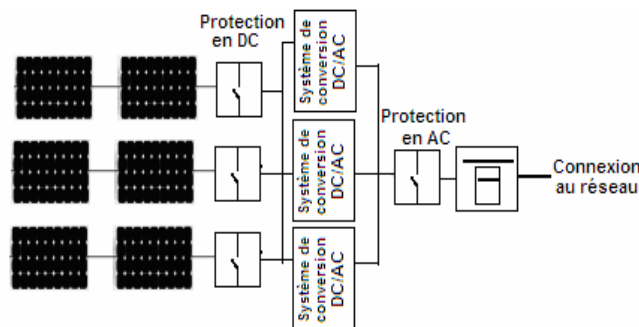 Protection
en DC
Système de
conversion
DC/AC
Système de
conversion
DC/AC
Système de
conversion
DC/AC
Protection
en AC
Connexion
au réseau